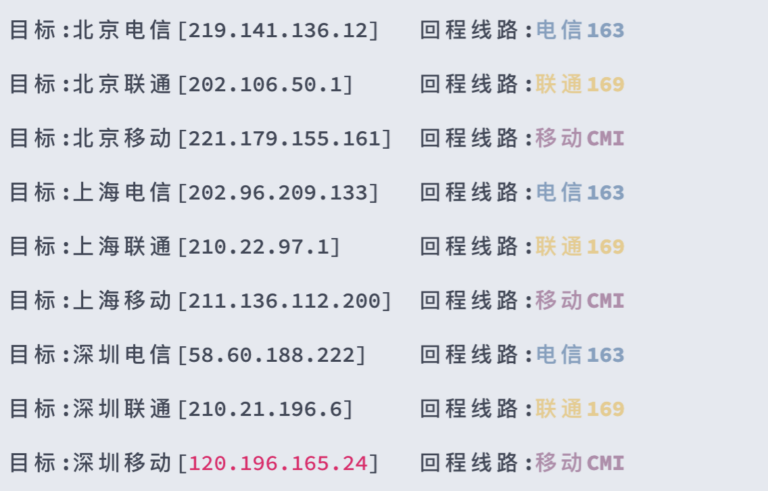 目标:北京电信[219.141.136.12] 回程线路:电信163
目标:北京联通[202.106.50.1] 回程线路:联通169
目标:北京移动[221.179.155.161] 回程线路:移动CMI
目标:上海电信[202.96.209.133] 回程线路:电信163
目标:上海联通[210.22.97.1] 回程线路:联通169
目标:上海移动[211.136.112.200] 回程线路:移动CMI
目标:深圳电信[58.60.188.222] 回程线路:电信163
目标:深圳联通[210.21.196.6] 回程线路:联通169
目标:深圳移动[120.196.165.24] 回程线路:移动CMI